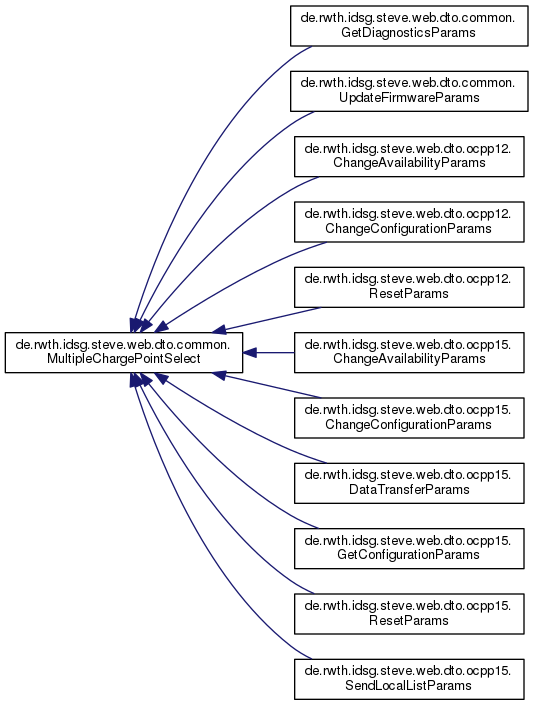 de.rwth.idsg.steve.web.dto.common.
GetDiagnosticsParams
de.rwth.idsg.steve.web.dto.common.
UpdateFirmwareParams
de.rwth.idsg.steve.web.dto.ocpp12.
ChangeAvailabilityParams
de.rwth.idsg.steve.web.dto.ocpp12.
ChangeConfigurationParams
de.rwth.idsg.steve.web.dto.ocpp12.
ResetParams
de.rwth.idsg.steve.web.dto.common.
MultipleChargePointSelect
de.rwth.idsg.steve.web.dto.ocpp15.
ChangeAvailabilityParams
de.rwth.idsg.steve.web.dto.ocpp15.
ChangeConfigurationParams
de.rwth.idsg.steve.web.dto.ocpp15.
DataTransferParams
de.rwth.idsg.steve.web.dto.ocpp15.
GetConfigurationParams
de.rwth.idsg.steve.web.dto.ocpp15.
ResetParams
de.rwth.idsg.steve.web.dto.ocpp15.
SendLocalListParams